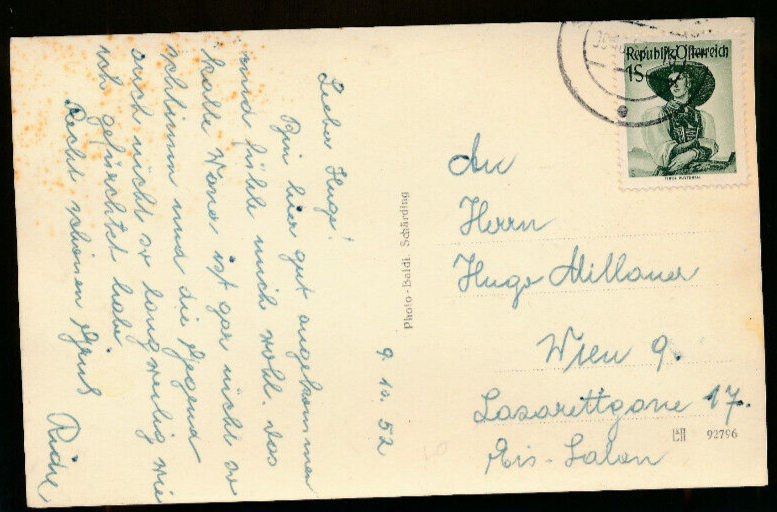 Lieber Hugo!
Bin hier gut angekommen
und fühle mich wohl. Das
kalte Wasser ist gar nicht so
schlimm und die Gegend
auch nicht so langweilig wie
ich gefürchtet habe
Recht schönen Gruß
9. 10. 52
Photo-Baldi Schärding
Republik Österreich
1S
An
Herrn
Hugo
Wien 9.
Lazarettgasse 17.
Eis-Salon
92796